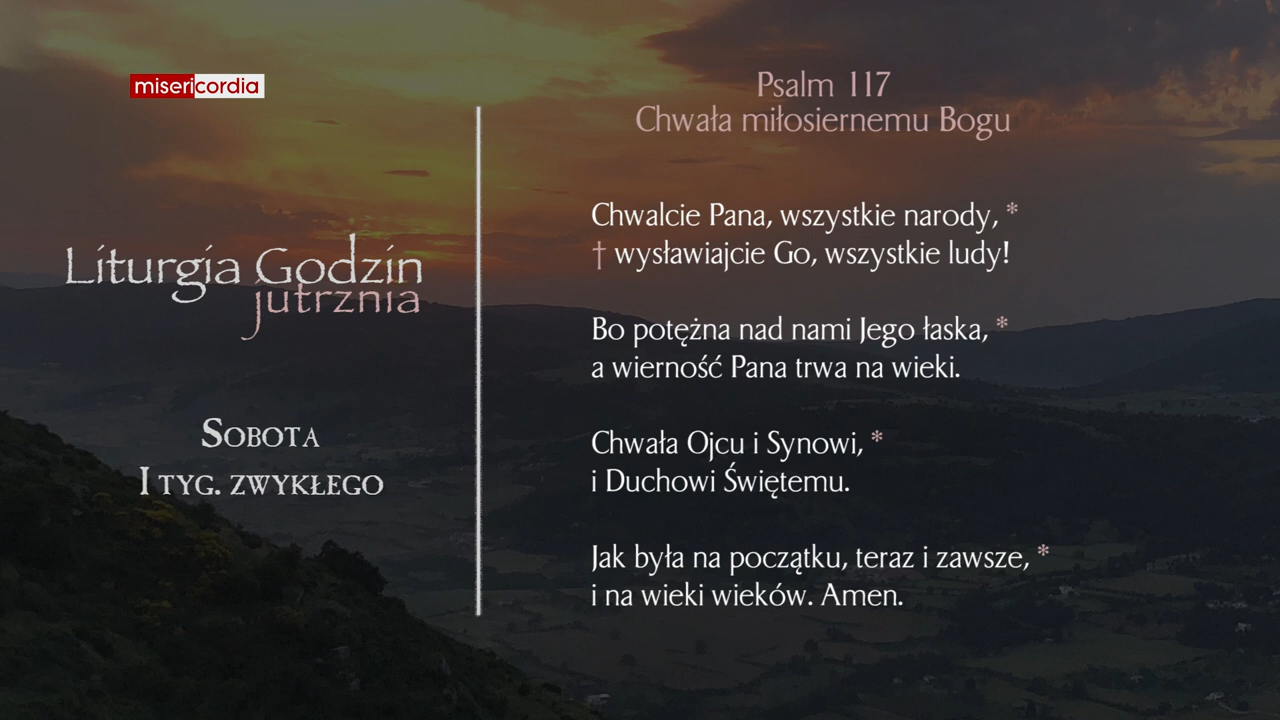 misericordia
Liturgia Godzin
jutrznia
Sobota
I tyg. zwykłego
Psalm 117
Chwała miłosiernemu Bogu
Chwalcie Pana, wszystkie narody, *
† wysławiajcie Go, wszystkie ludy!
Bo potężna nad nami Jego łaska, *
a wierność Pana trwa na wieki.
Chwała Ojcu i Synowi, *
i Duchowi Świętemu.
Jak była na początku, teraz i zawsze, *
i na wieki wieków. Amen.